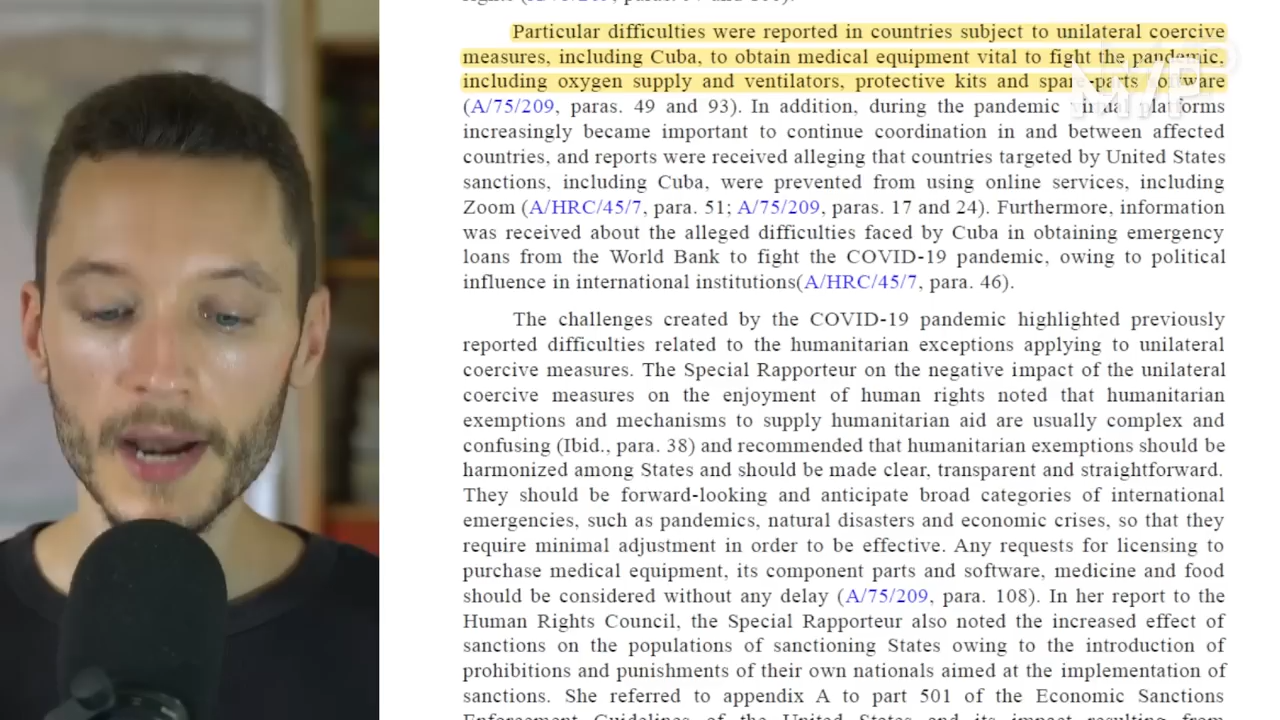 Particular difficulties were reported in countries subject to unilateral coercive
measures, including Cuba, to obtain medical equipment vital to fight the pandemic,
including oxygen supply and ventilators, protective kits and spare-parts software
(A/75/209, paras. 49 and 93). In addition, during the pandemic virtual platforms
increasingly became important to continue coordination in and between affected
countries, and reports were received alleging that countries targeted by United States
sanctions, including Cuba, were prevented from using online services, including
Zoom (A/HRC/45/7, para. 51; A/75/209, paras. 17 and 24). Furthermore, information
was received about the alleged difficulties faced by Cuba in obtaining emergency
loans from the World Bank to fight the COVID-19 pandemic, owing to political
influence in international institutions(A/HRC/45/7, para. 46).
The challenges created by the COVID-19 pandemic highlighted previously
reported difficulties related to the humanitarian exceptions applying to unilateral
coercive measures. The Special Rapporteur on the negative impact of the unilateral
coercive measures on the enjoyment of human rights noted that humanitarian
exemptions and mechanisms to supply humanitarian aid are usually complex and
confusing (Ibid., para. 38) and recommended that humanitarian exemptions should be
harmonized among States and should be made clear, transparent and straightforward.
They should be forward-looking and anticipate broad categories of international
emergencies, such as pandemics, natural disasters and economic crises, so that they
require minimal adjustment in order to be effective. Any requests for licensing to
purchase medical equipment, its component parts and software, medicine and food
should be considered without any delay (A/75/209, para. 108). In her report to the
Human Rights Council, the Special Rapporteur also noted the increased effect of
sanctions on the populations of sanctioning States owing to the introduction of
prohibitions and punishments of their own nationals aimed at the implementation of
sanctions. She referred to appendix A to part 501 of the Economic Sanctions
Enforcement Guidelines of the United States and its impact resulting from